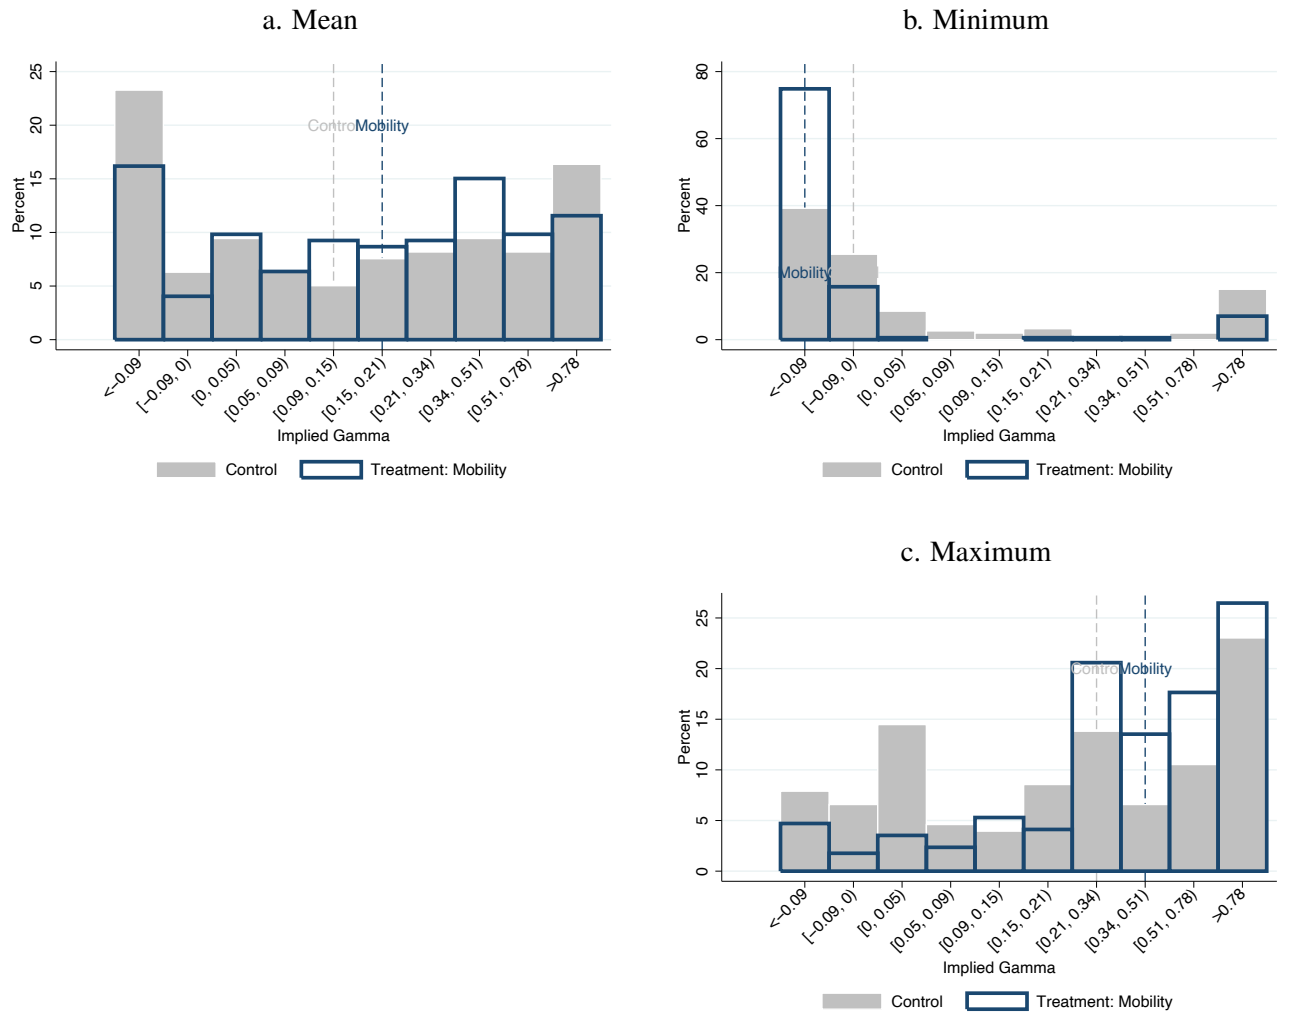 a. Mean
25
20
15
10
5
0
Percent
Control
Mobility
<-0.09
[-0.09, 0)
[0, 0.05)
[0.05, 0.09)
[0.09, 0.15)
[0.15, 0.21)
[0.21, 0.34)
[0.34, 0.51)
[0.51, 0.78)
>0.78
Implied Gamma
Control
Treatment: Mobility
b. Minimum
80
60
40
20
0
Percent
Mobility
<-0.09
[-0.09, 0)
[0, 0.05)
[0.05, 0.09)
[0.09, 0.15)
[0.15, 0.21)
[0.21, 0.34)
[0.34, 0.51)
[0.51, 0.78)
>0.78
Implied Gamma
Control
Treatment: Mobility
c. Maximum
25
20
15
10
5
0
Percent
Control
Mobility
<-0.09
[-0.09, 0)
[0, 0.05)
[0.05, 0.09)
[0.09, 0.15)
[0.15, 0.21)
[0.21, 0.34)
[0.34, 0.51)
[0.51, 0.78)
>0.78
Implied Gamma
Control
Treatment: Mobility